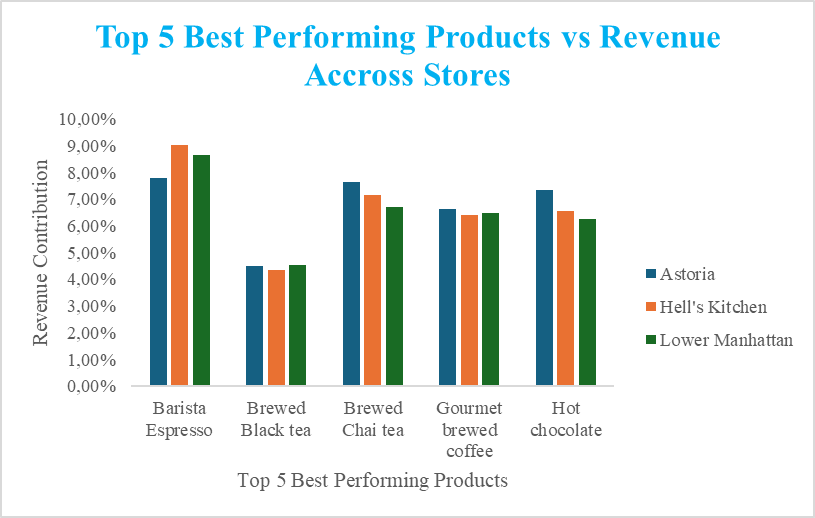 Top 5 Best Performing Products vs Revenue
Accross Stores
10,00%
9,00%
8,00%
7,00%
6,00%
5,00%
4,00%
3,00%
2,00%
1,00%
0,00%
Revenue Contribution
Barista
Espresso
Brewed
Black tea
Brewed
Chai tea
Gourmet
brewed
coffee
Hot
chocolate
Top 5 Best Performing Products
Astoria
Hell's Kitchen
Lower Manhattan